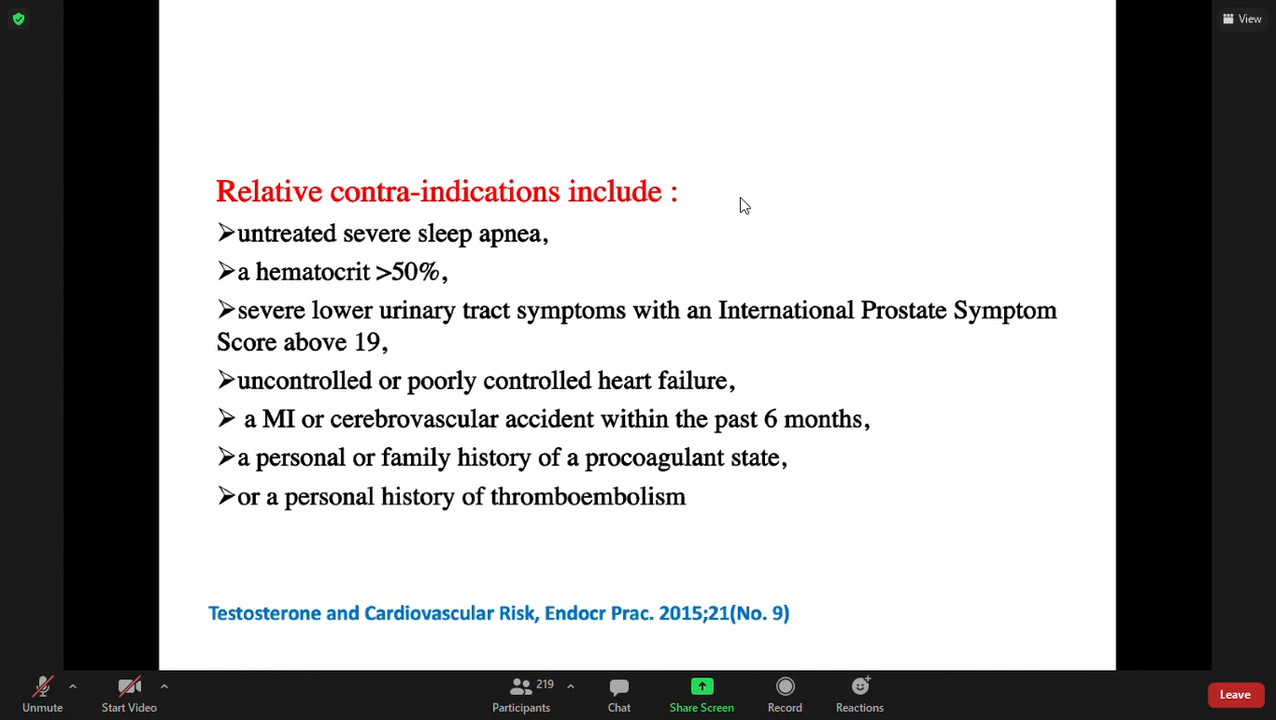 View
Relative contra-indications include :
➢untreated severe sleep apnea,
➢a hematocrit >50%,
➢severe lower urinary tract symptoms with an International Prostate Symptom
Score above 19,
➢uncontrolled or poorly controlled heart failure,
➢ a MI or cerebrovascular accident within the past 6 months,
➢a personal or family history of a procoagulant state,
➢or a personal history of thromboembolism
Testosterone and Cardiovascular Risk, Endocr Prac. 2015;21(No. 9)
219
Unmute Start Video Participants Chat Share Screen Record Reactions Leave